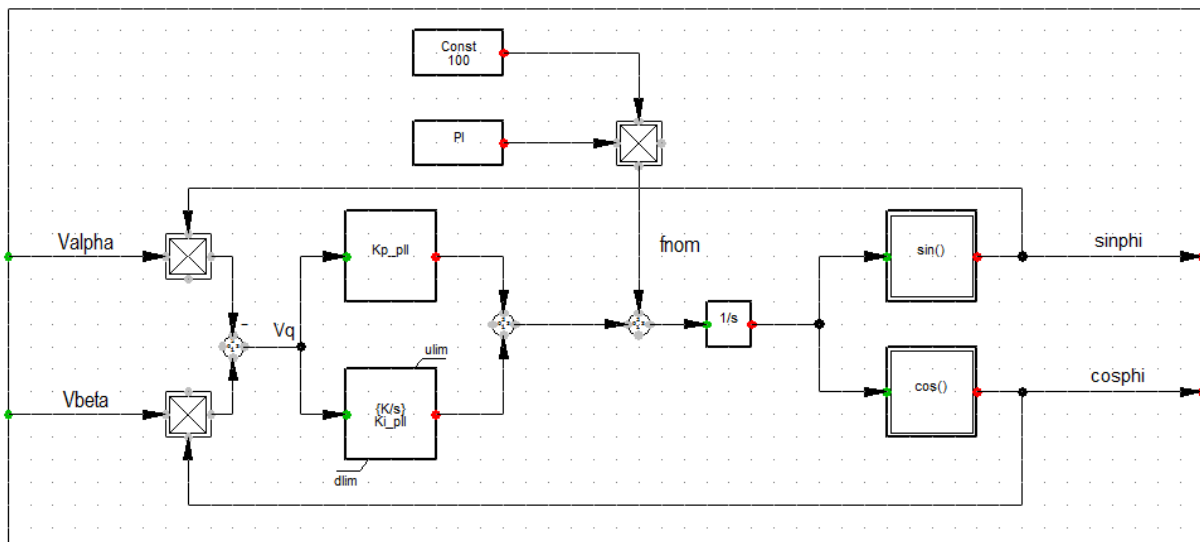 Const
100
PI
Valpha
Kp_pll
fnom
sin()
sinphi
-
Vq
1/s
ulim
Vbeta
{K/s}
Ki_pll
cos()
cosphi
dlim